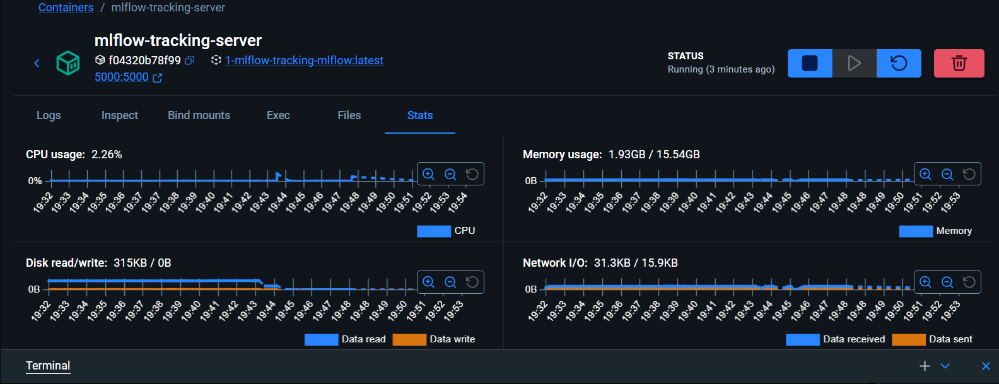 Containers / mlflow-tracking-server
mlflow-tracking-server
f04320b78f99 1-mlflow-tracking-mlflow:latest
5000:5000
STATUS
Running (3 minutes ago)
Logs Inspect Bind mounts Exec Files Stats
CPU usage: 2.26%
0%
19:32 19:33 19:34 19:35 19:36 19:37 19:37 19:38 19:39 19:40 19:41 19:42 19:43 19:44 19:45 19:46 19:47 19:48 19:49 19:50 19:51 19:52 19:53 19:54
CPU
Memory usage: 1.93GB / 15.54GB
0B
19:32 19:33 19:34 19:35 19:36 19:37 19:38 19:39 19:40 19:41 19:42 19:43 19:44 19:45 19:46 19:47 19:48 19:48 19:49 19:50 19:51 19:52 19:53
Memory
Disk read/write: 315KB / 0B
0B
19:32 19:33 19:34 19:35 19:36 19:37 19:38 19:39 19:40 19:41 19:42 19:43 19:44 19:45 19:46 19:47 19:48 19:48 19:49 19:50 19:51 19:52 19:53
Data read Data write
Network I/O: 31.3KB / 15.9KB
0B
19:32 19:33 19:34 19:35 19:36 19:37 19:38 19:39 19:40 19:41 19:42 19:43 19:44 19:45 19:46 19:47 19:48 19:48 19:49 19:50 19:51 19:52 19:53
Data received Data sent
Terminal